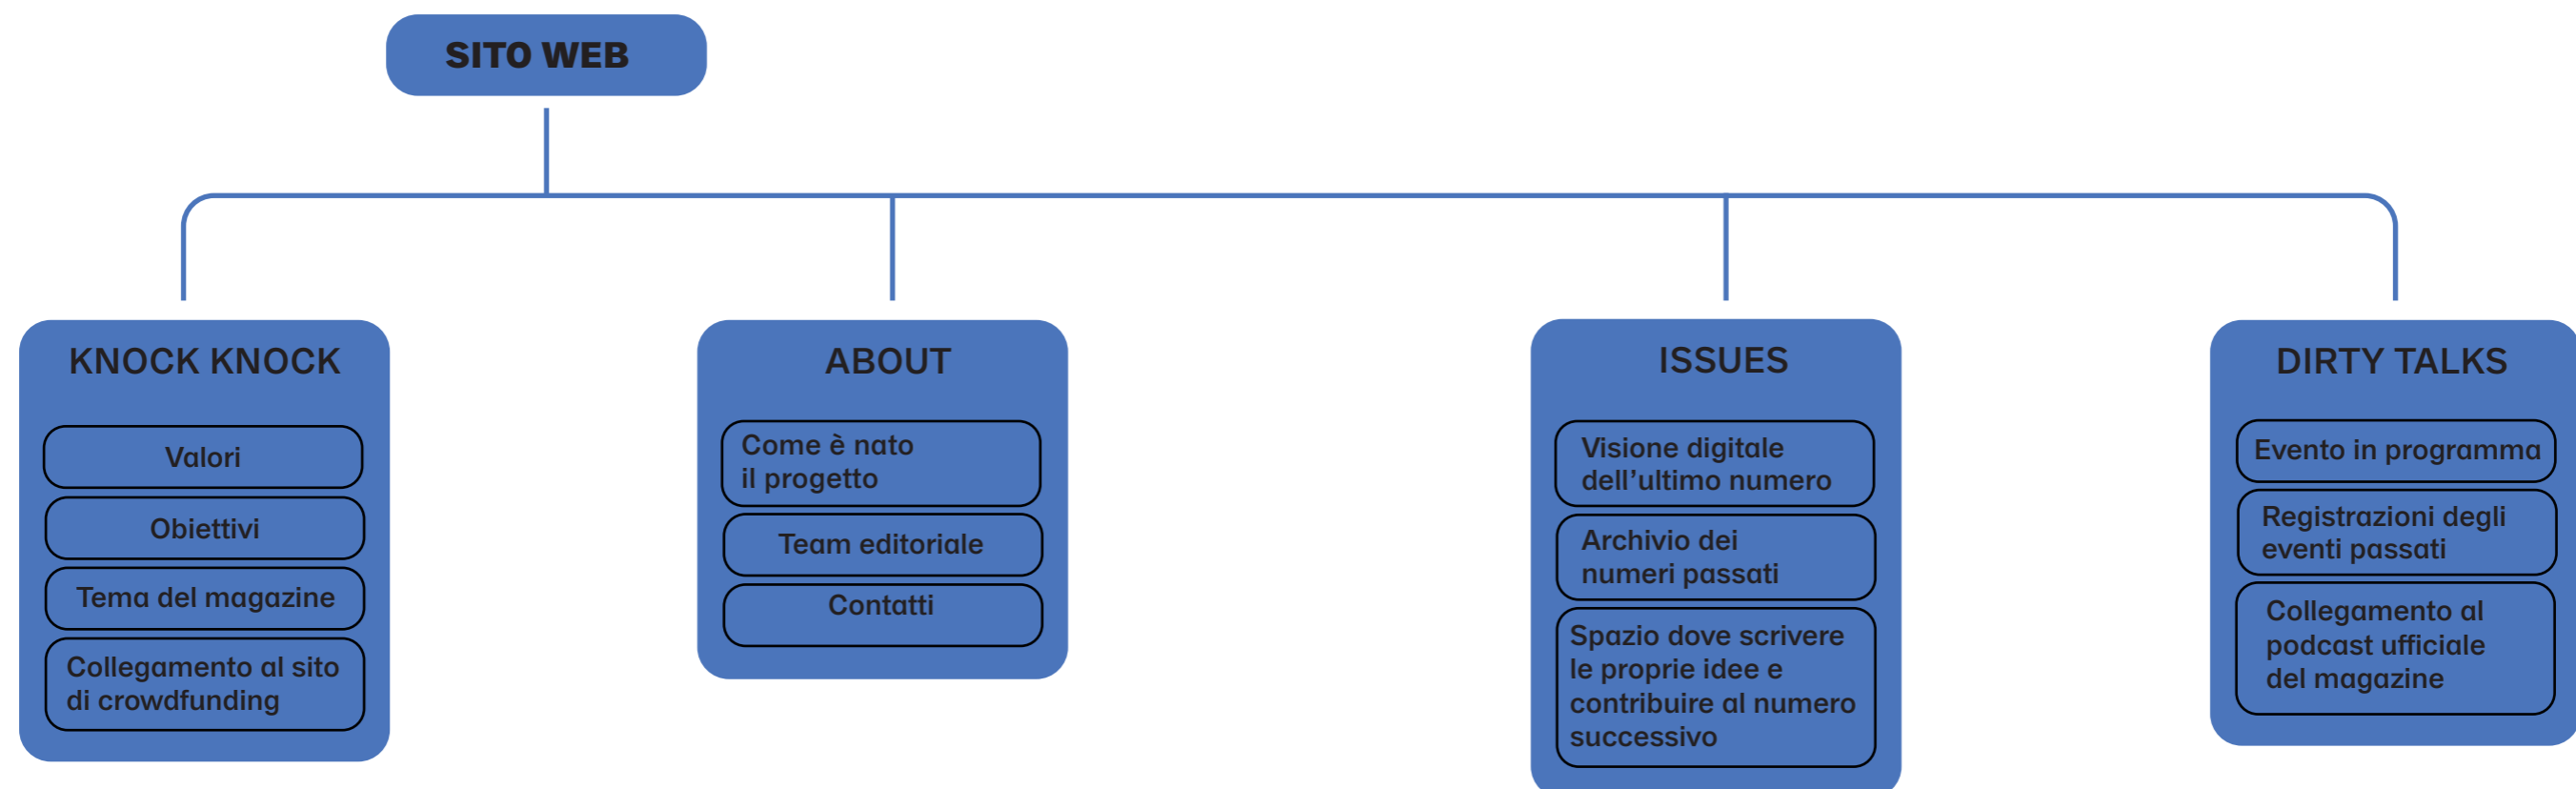 SITO WEB
KNOCK KNOCK
Valori
Obiettivi
Tema del magazine
Collegamento al sito
di crowdfunding
ABOUT
Come è nato
il progetto
Team editoriale
Contatti
ISSUES
Visione digitale
dell’ultimo numero
Archivio dei
numeri passati
Spazio dove scrivere
le proprie idee e
contribuire al numero
successivo
DIRTY TALKS
Evento in programma
Registrazioni degli
eventi passati
Collegamento al
podcast ufficiale
del magazine